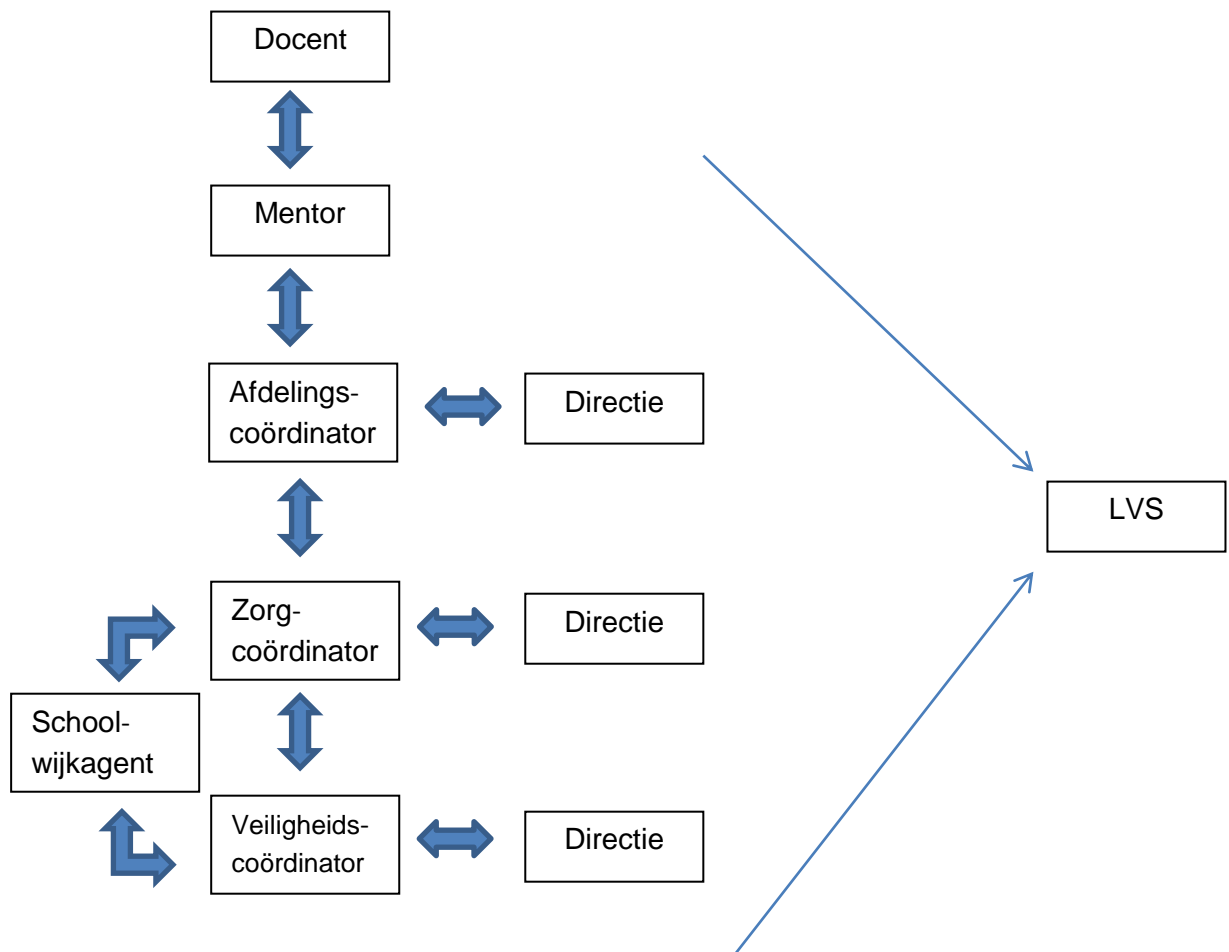 Docent
Mentor
Afdelings-
coördinator
Directie
LVS
Zorg-
coördinator
Directie
School-
wijkagent
Veiligheids-
coördinator
Directie